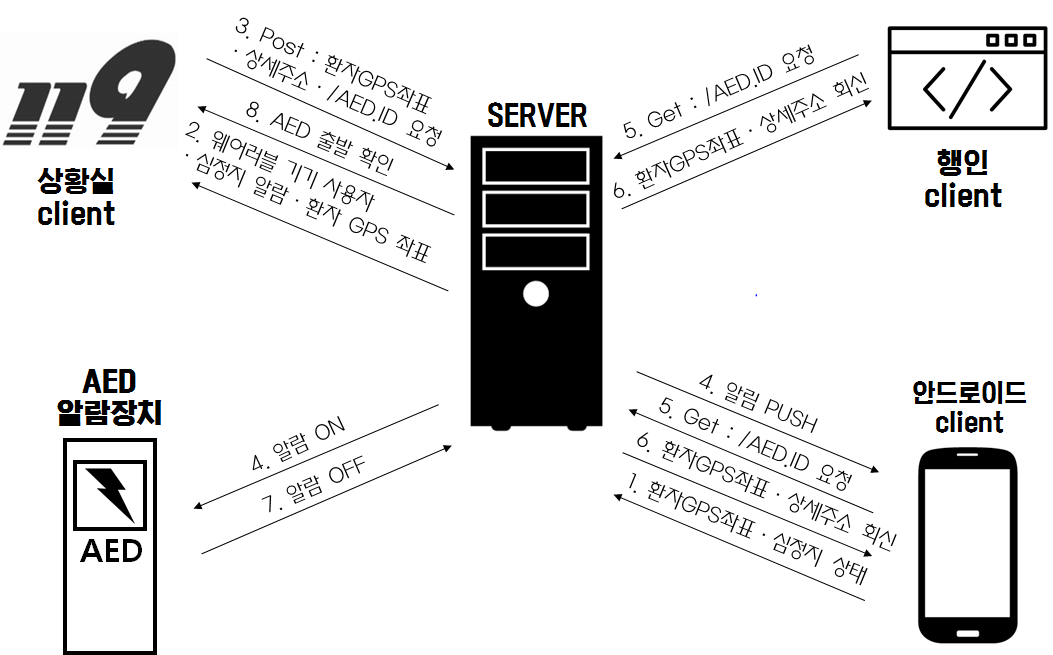 119
상황실
client
3. Post : 환자GPS좌표
· 상세주소 · /AED.ID 요청
8. AED 출발 확인
2. 웨어러블 기기 사용자
· 심정지 알람 · 환자 GPS 좌표
SERVER
5. Get : /AED.ID 요청
6. 환자GPS좌표 · 상세주소 회신
</>
행인
client
AED
알람장치
AED
4. 알람 ON
7. 알람 OFF
4. 알림 PUSH
5. Get : /AED.ID 요청
6. 환자GPS좌표 · 상세주소 회신
1. 환자GPS좌표 · 심정지 상태
안드로이드
client